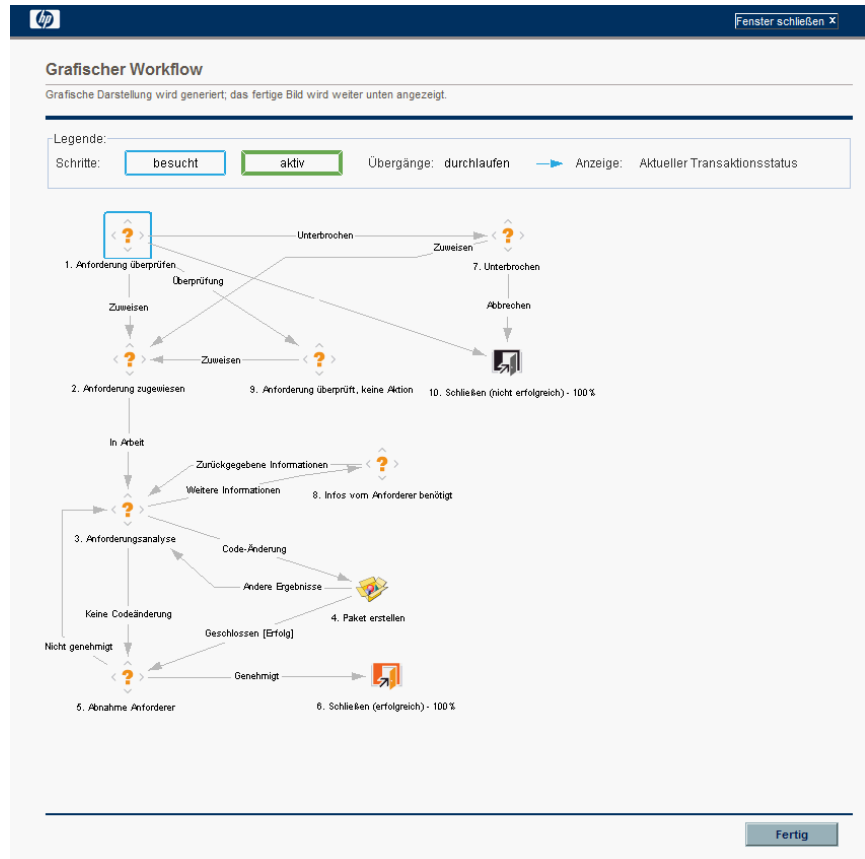 hp
Fenster schließen X
Grafischer Workflow
Grafische Darstellung wird generiert; das fertige Bild wird weiter unten angezeigt.
Legende:
Schritte: besucht aktiv Übergänge: durchlaufen Anzeige: Aktueller Transaktionsstatus
Unterbrochen
Zuweisen
1. Anforderung überprüfen
7. Unterbrochen
Überprüfung
Zuweisen
Abbrechen
Zuweisen
2. Anforderung zugewiesen
9. Anforderung überprüft, keine Aktion
10. Schließen (nicht erfolgreich) - 100 %
In Arbeit
Zurückgegebene Informationen
Weitere Informationen
8. Infos vom Anforderer benötigt
3. Anforderungsanalyse
Code-Änderung
Andere Ergebnisse
Keine Codeänderung
4. Paket erstellen
Geschlossen [Erfolg]
Nicht genehmigt
Genehmigt
5. Abnahme Anforderer
6. Schließen (erfolgreich) - 100 %
Fertig